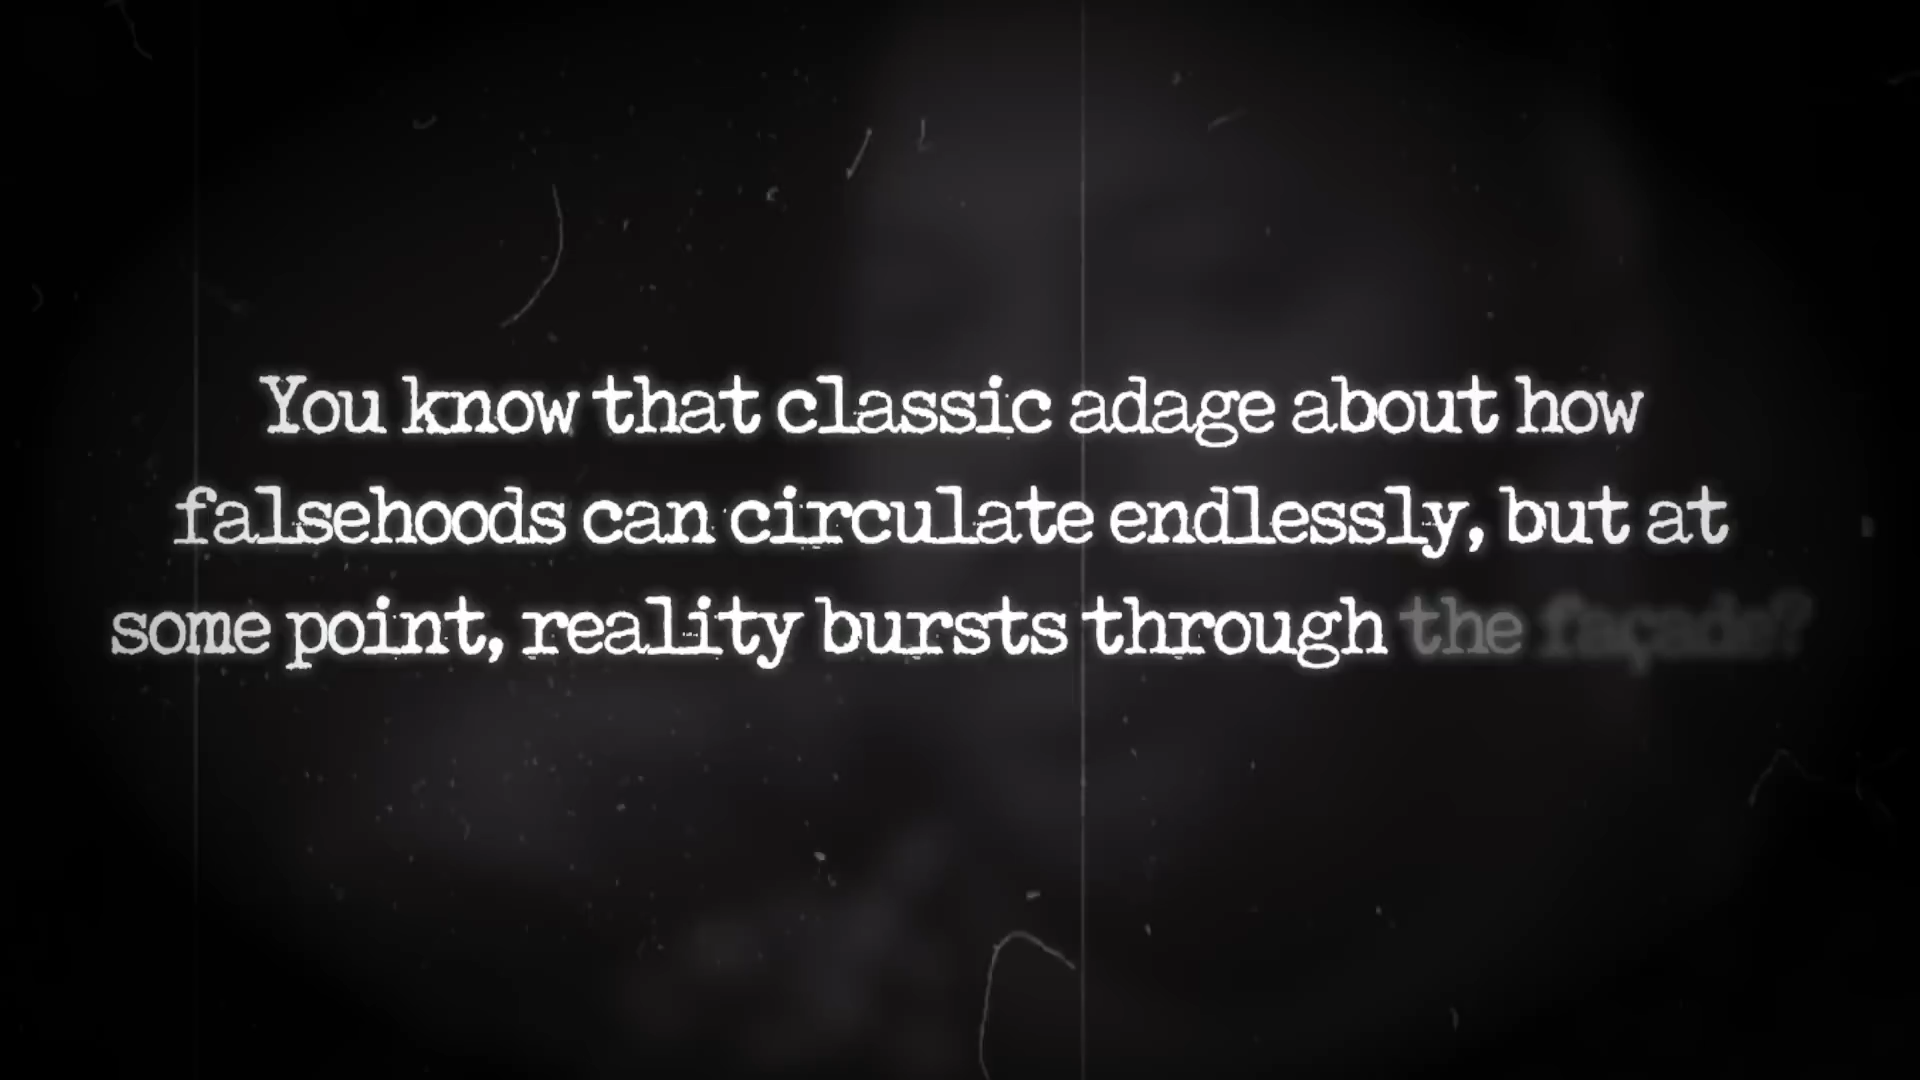 You know that classic adage about how
falsehoods can circulate endlessly, but at
some point, reality bursts through the façade?